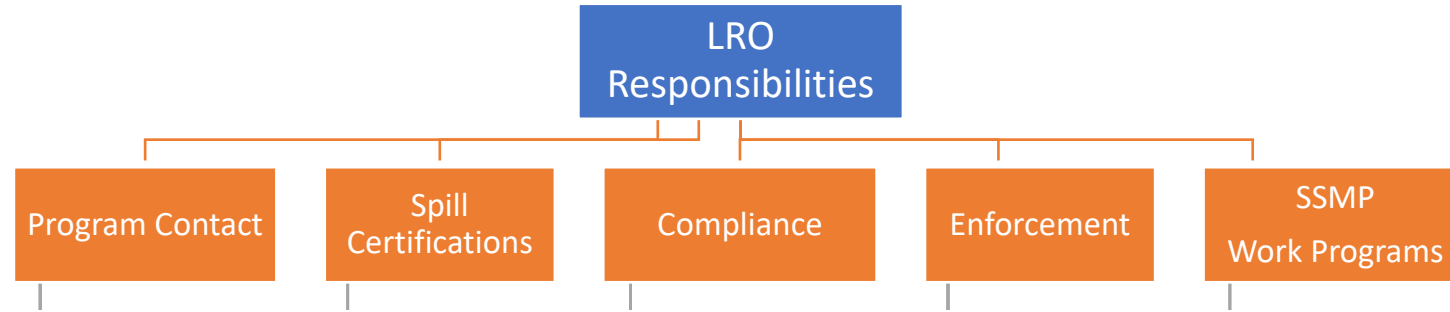 LRO
Responsibilities
Program Contact
Spill
Certifications
Compliance
Enforcement
SSMP
Work Programs